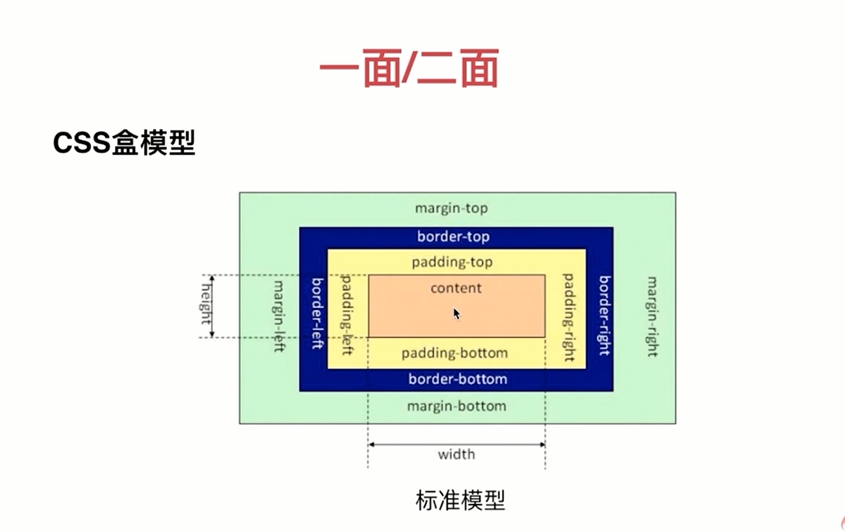 一面/二面
CSS盒模型
margin-top
border-top
padding-top
content
height
margin-left
border-left
padding-left
padding-right
border-right
margin-right
padding-bottom
border-bottom
margin-bottom
width
标准模型